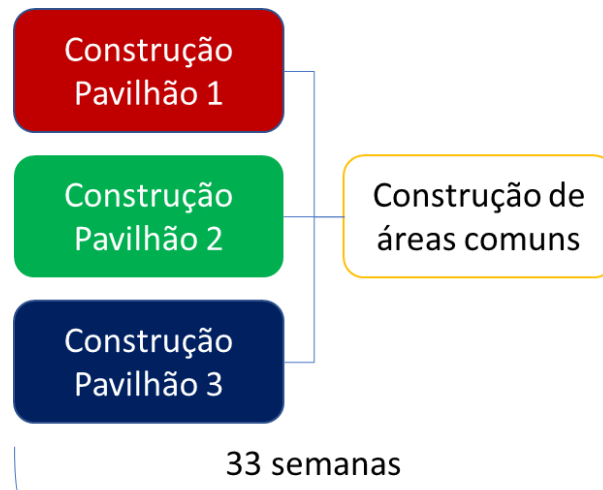 Construção
Pavilhão 1
Construção
Pavilhão 2
Construção de
áreas comuns
Construção
Pavilhão 3
33 semanas